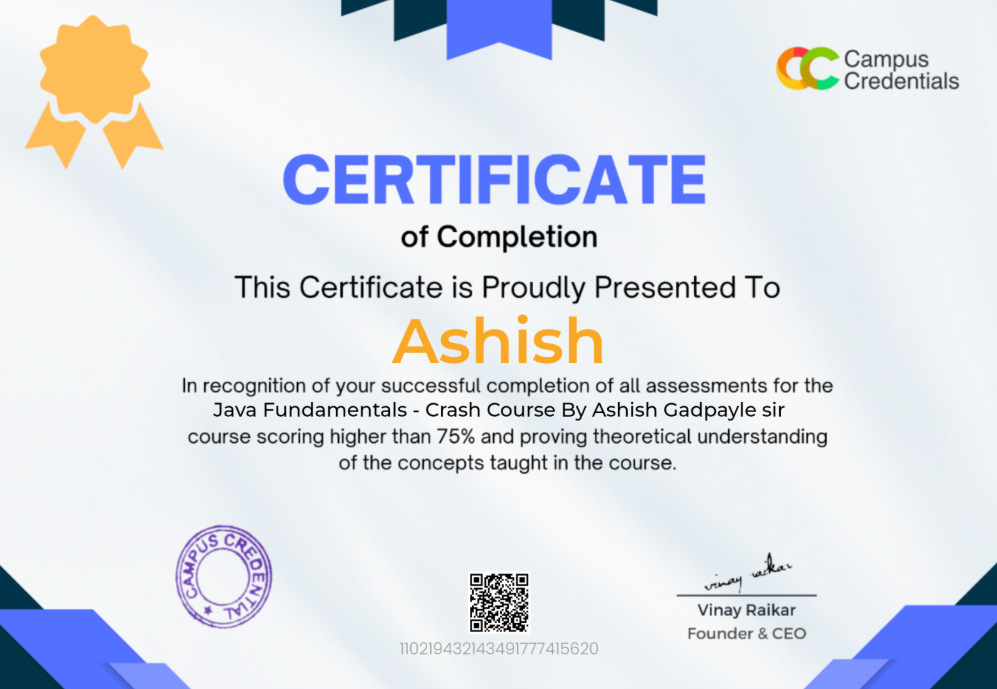 Campus
Credentials
CERTIFICATE
of Completion
This Certificate is Proudly Presented To
Ashish
In recognition of your successful completion of all assessments for the
Java Fundamentals - Crash Course By Ashish Gadpayle sir
course scoring higher than 75% and proving theoretical understanding
of the concepts taught in the course.
CAMPUS CREDENTIAL
vinay raikar
Vinay Raikar
Founder & CEO
110219432143491777415620